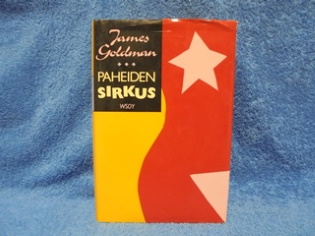 James
Goldman
PAHEIDEN
SIRKUS
WSOY